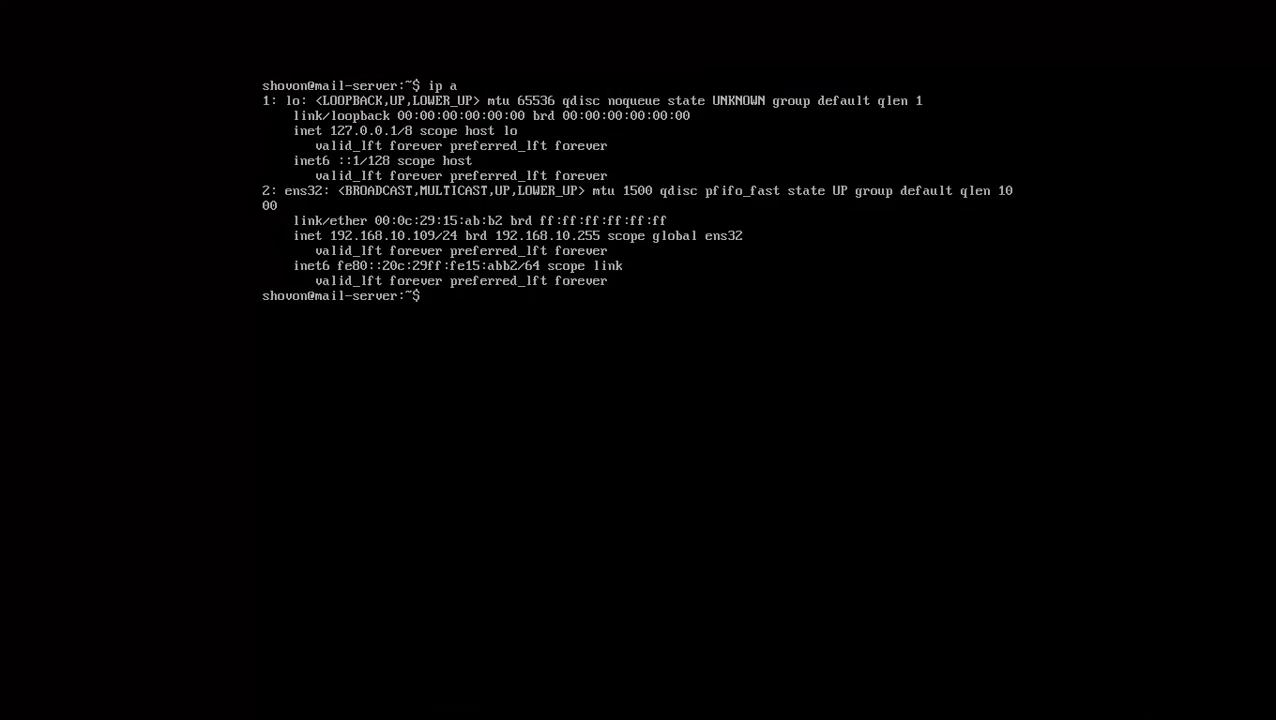 shovon@mail-server:~$ ip a
1: lo: <LOOPBACK,UP,LOWER_UP> mtu 65536 qdisc noqueue state UNKNOWN group default qlen 1
    link/loopback 00:00:00:00:00:00 brd 00:00:00:00:00:00
    inet 127.0.0.1/8 scope host lo
       valid_lft forever preferred_lft forever
    inet6 ::1/128 scope host
       valid_lft forever preferred_lft forever
2: ens32: <BROADCAST,MULTICAST,UP,LOWER_UP> mtu 1500 qdisc pfifo_fast state UP group default qlen 10
00
    link/ether 00:0c:29:15:ab:b2 brd ff:ff:ff:ff:ff:ff
    inet 192.168.10.109/24 brd 192.168.10.255 scope global ens32
       valid_lft forever preferred_lft forever
    inet6 fe80::20c:29ff:fe15:abb2/64 scope link
       valid_lft forever preferred_lft forever
shovon@mail-server:~$